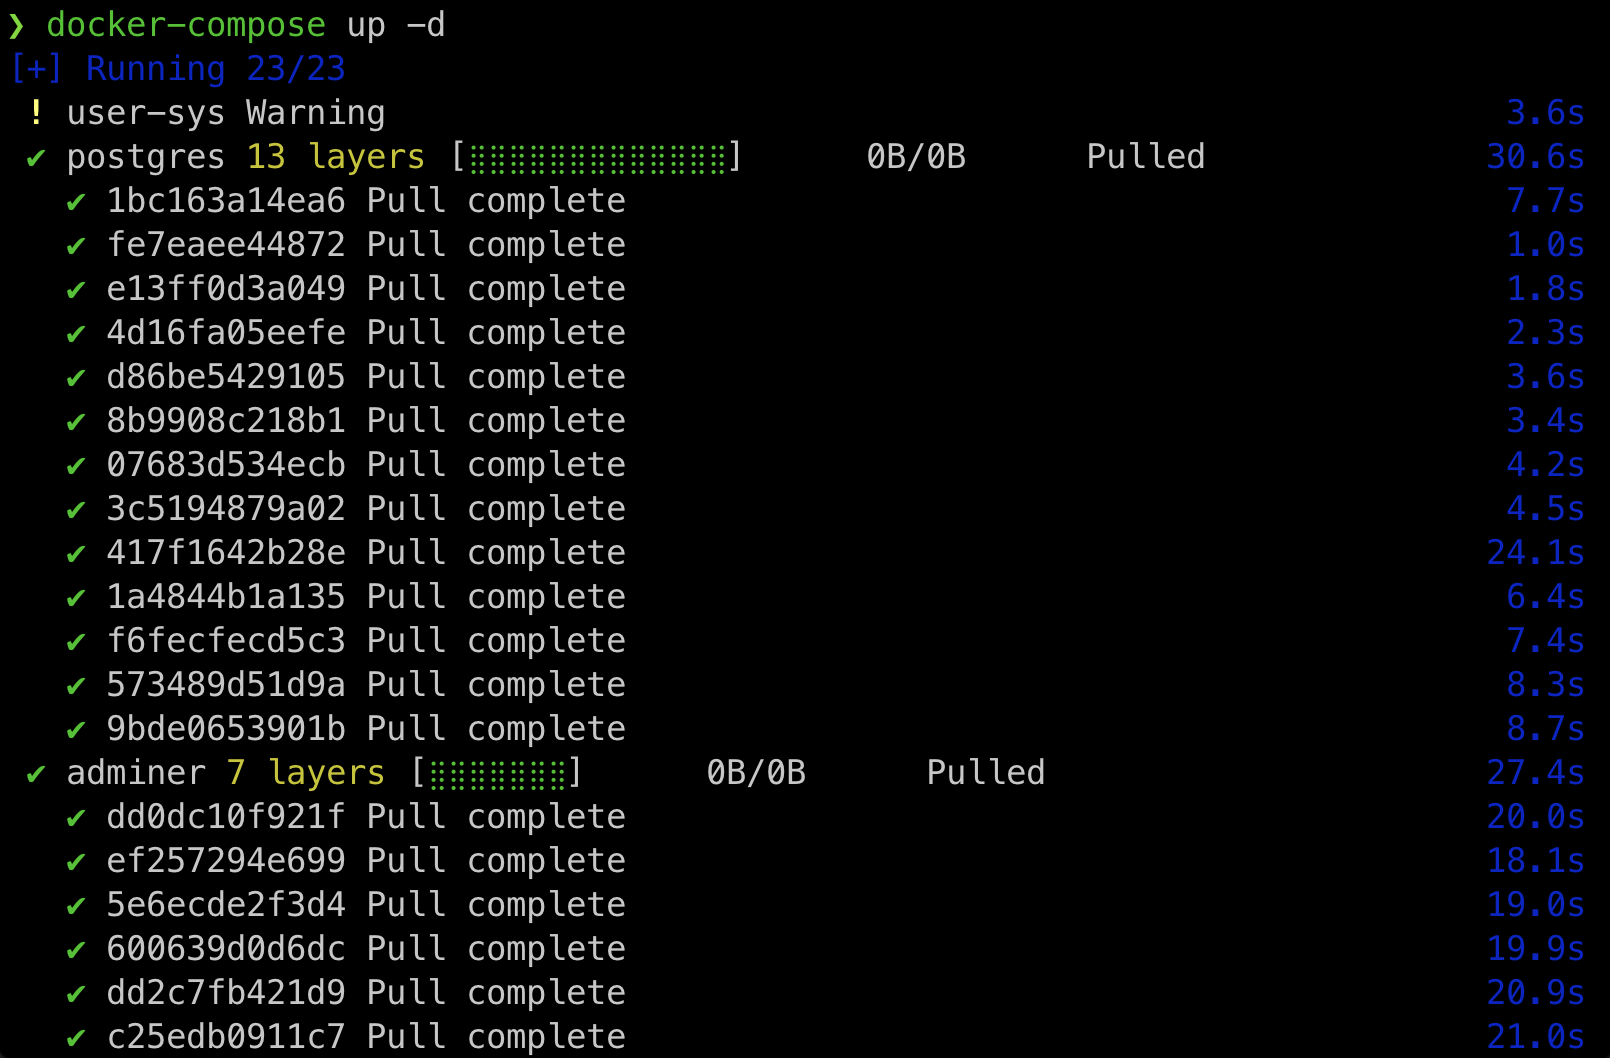 ❯ docker-compose up -d
[+] Running 23/23
! user-sys Warning 3.6s
✔ postgres 13 layers [⣿⣿⣿⣿⣿⣿⣿⣿⣿⣿⣿⣿⣿] 0B/0B Pulled 30.6s
✔ 1bc163a14ea6 Pull complete 7.7s
✔ fe7eaee44872 Pull complete 1.0s
✔ e13ff0d3a049 Pull complete 1.8s
✔ 4d16fa05eefe Pull complete 2.3s
✔ d86be5429105 Pull complete 3.6s
✔ 8b9908c218b1 Pull complete 3.4s
✔ 07683d534ecb Pull complete 4.2s
✔ 3c5194879a02 Pull complete 4.5s
✔ 417f1642b28e Pull complete 24.1s
✔ 1a4844b1a135 Pull complete 6.4s
✔ f6fecfecd5c3 Pull complete 7.4s
✔ 573489d51d9a Pull complete 8.3s
✔ 9bde0653901b Pull complete 8.7s
✔ adminer 7 layers [⣿⣿⣿⣿⣿⣿⣿] 0B/0B Pulled 27.4s
✔ dd0dc10f921f Pull complete 20.0s
✔ ef257294e699 Pull complete 18.1s
✔ 5e6ecde2f3d4 Pull complete 19.0s
✔ 600639d0d6dc Pull complete 19.9s
✔ dd2c7fb421d9 Pull complete 20.9s
✔ c25edb0911c7 Pull complete 21.0s